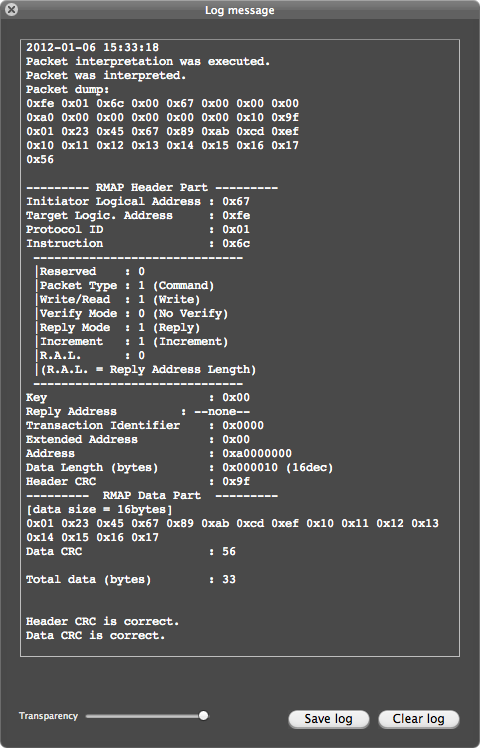 Log message
2012-01-06 15:33:18
Packet interpretation was executed.
Packet was interpreted.
Packet dump:
0xfe 0x01 0x6c 0x00 0x67 0x00 0x00 0x00
0xa0 0x00 0x00 0x00 0x00 0x00 0x10 0x9f
0x01 0x23 0x45 0x67 0x89 0xab 0xcd 0xef
0x10 0x11 0x12 0x13 0x14 0x15 0x16 0x17
0x56
--------- RMAP Header Part ---------
Initiator Logical Address : 0x67
Target Logic. Address     : 0xfe
Protocol ID               : 0x01
Instruction               : 0x6c
 ------------------------------
 |Reserved    : 0
 |Packet Type : 1 (Command)
 |Write/Read  : 1 (Write)
 |Verify Mode : 0 (No Verify)
 |Reply Mode  : 1 (Reply)
 |Increment   : 1 (Increment)
 |R.A.L.      : 0
 |(R.A.L. = Reply Address Length)
 ------------------------------
Key                       : 0x00
Reply Address         : --none--
Transaction Identifier    : 0x0000
Extended Address          : 0x00
Address                   : 0xa0000000
Data Length (bytes)       : 0x000010 (16dec)
Header CRC                : 0x9f
---------  RMAP Data Part  ---------
[data size = 16bytes]
0x01 0x23 0x45 0x67 0x89 0xab 0xcd 0xef 0x10 0x11 0x12 0x13
0x14 0x15 0x16 0x17
Data CRC                  : 56
Total data (bytes)        : 33
Header CRC is correct.
Data CRC is correct.
Transparency
Save log
Clear log